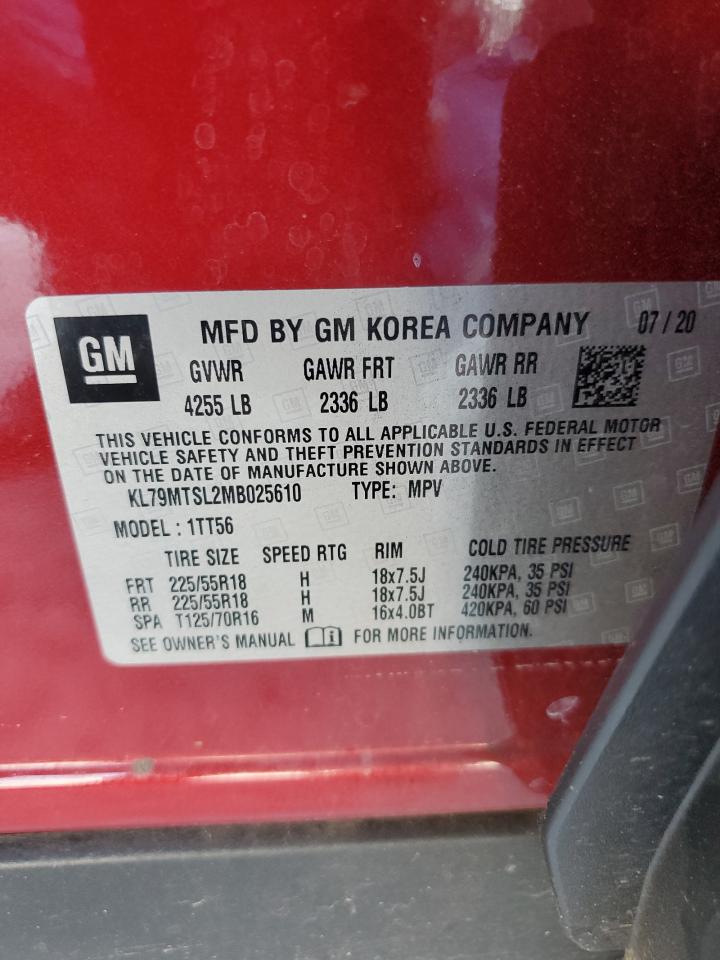 GM MFD BY GM KOREA COMPANY 07/20
GVWR GAWR FRT GAWR RR
4255 LB 2336 LB 2336 LB
THIS VEHICLE CONFORMS TO ALL APPLICABLE U.S. FEDERAL MOTOR
VEHICLE SAFETY AND THEFT PREVENTION STANDARDS IN EFFECT
ON THE DATE OF MANUFACTURE SHOWN ABOVE.
KL79MTSL2MB025610 TYPE: MPV
MODEL : 1TT56
TIRE SIZE SPEED RTG RIM COLD TIRE PRESSURE
FRT 225/55R18 H 18x7.5J 240KPA, 35 PSI
RR 225/55R18 H 18x7.5J 240KPA, 35 PSI
SPA T125/70R16 M 16x4.0BT 420KPA, 60 PSI
SEE OWNER'S MANUAL FOR MORE INFORMATION.